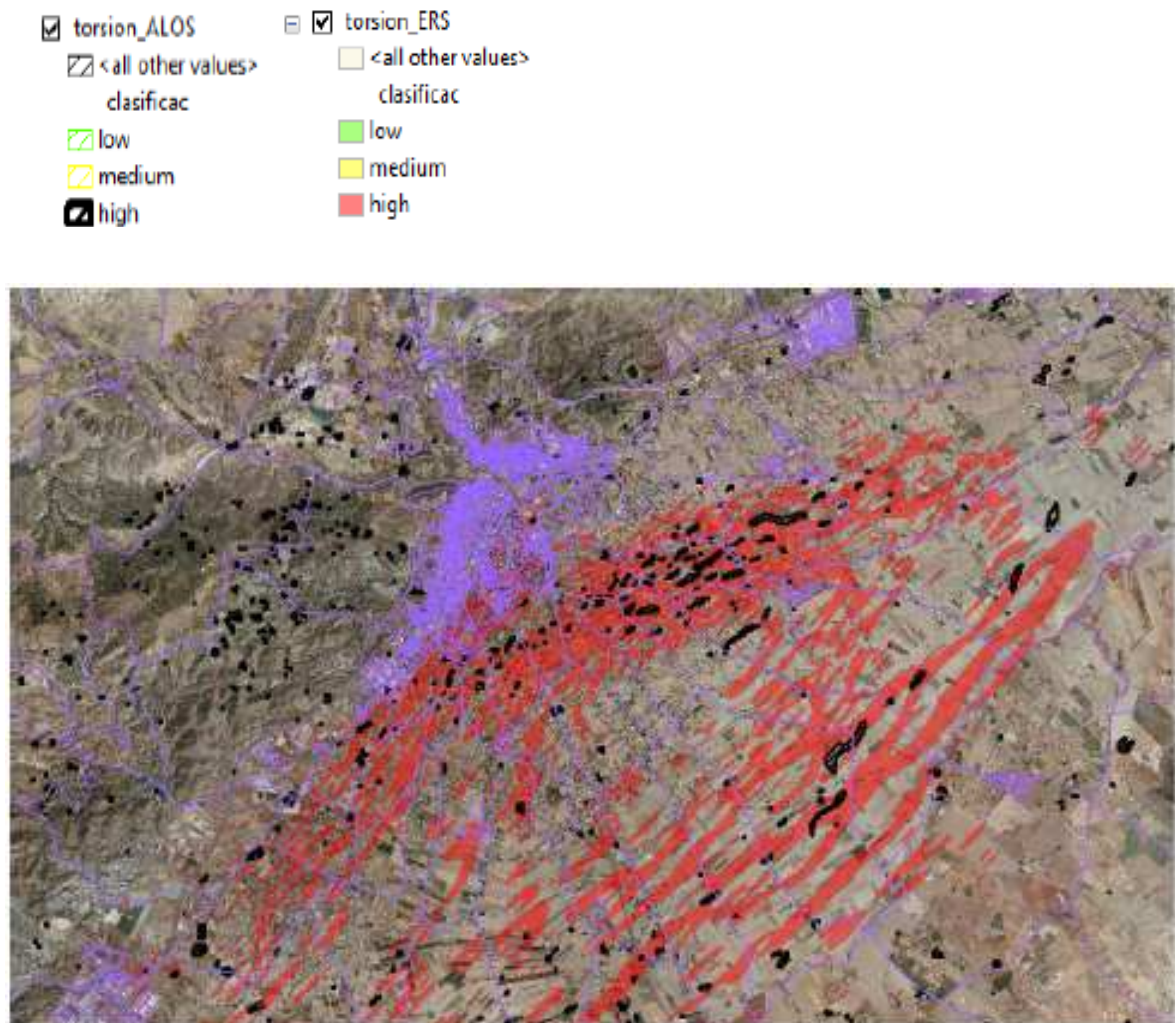 torsion_ALOS
<all other values>
clasificac
low
medium
high
torsion_ERS
<all other values>
clasificac
low
medium
high